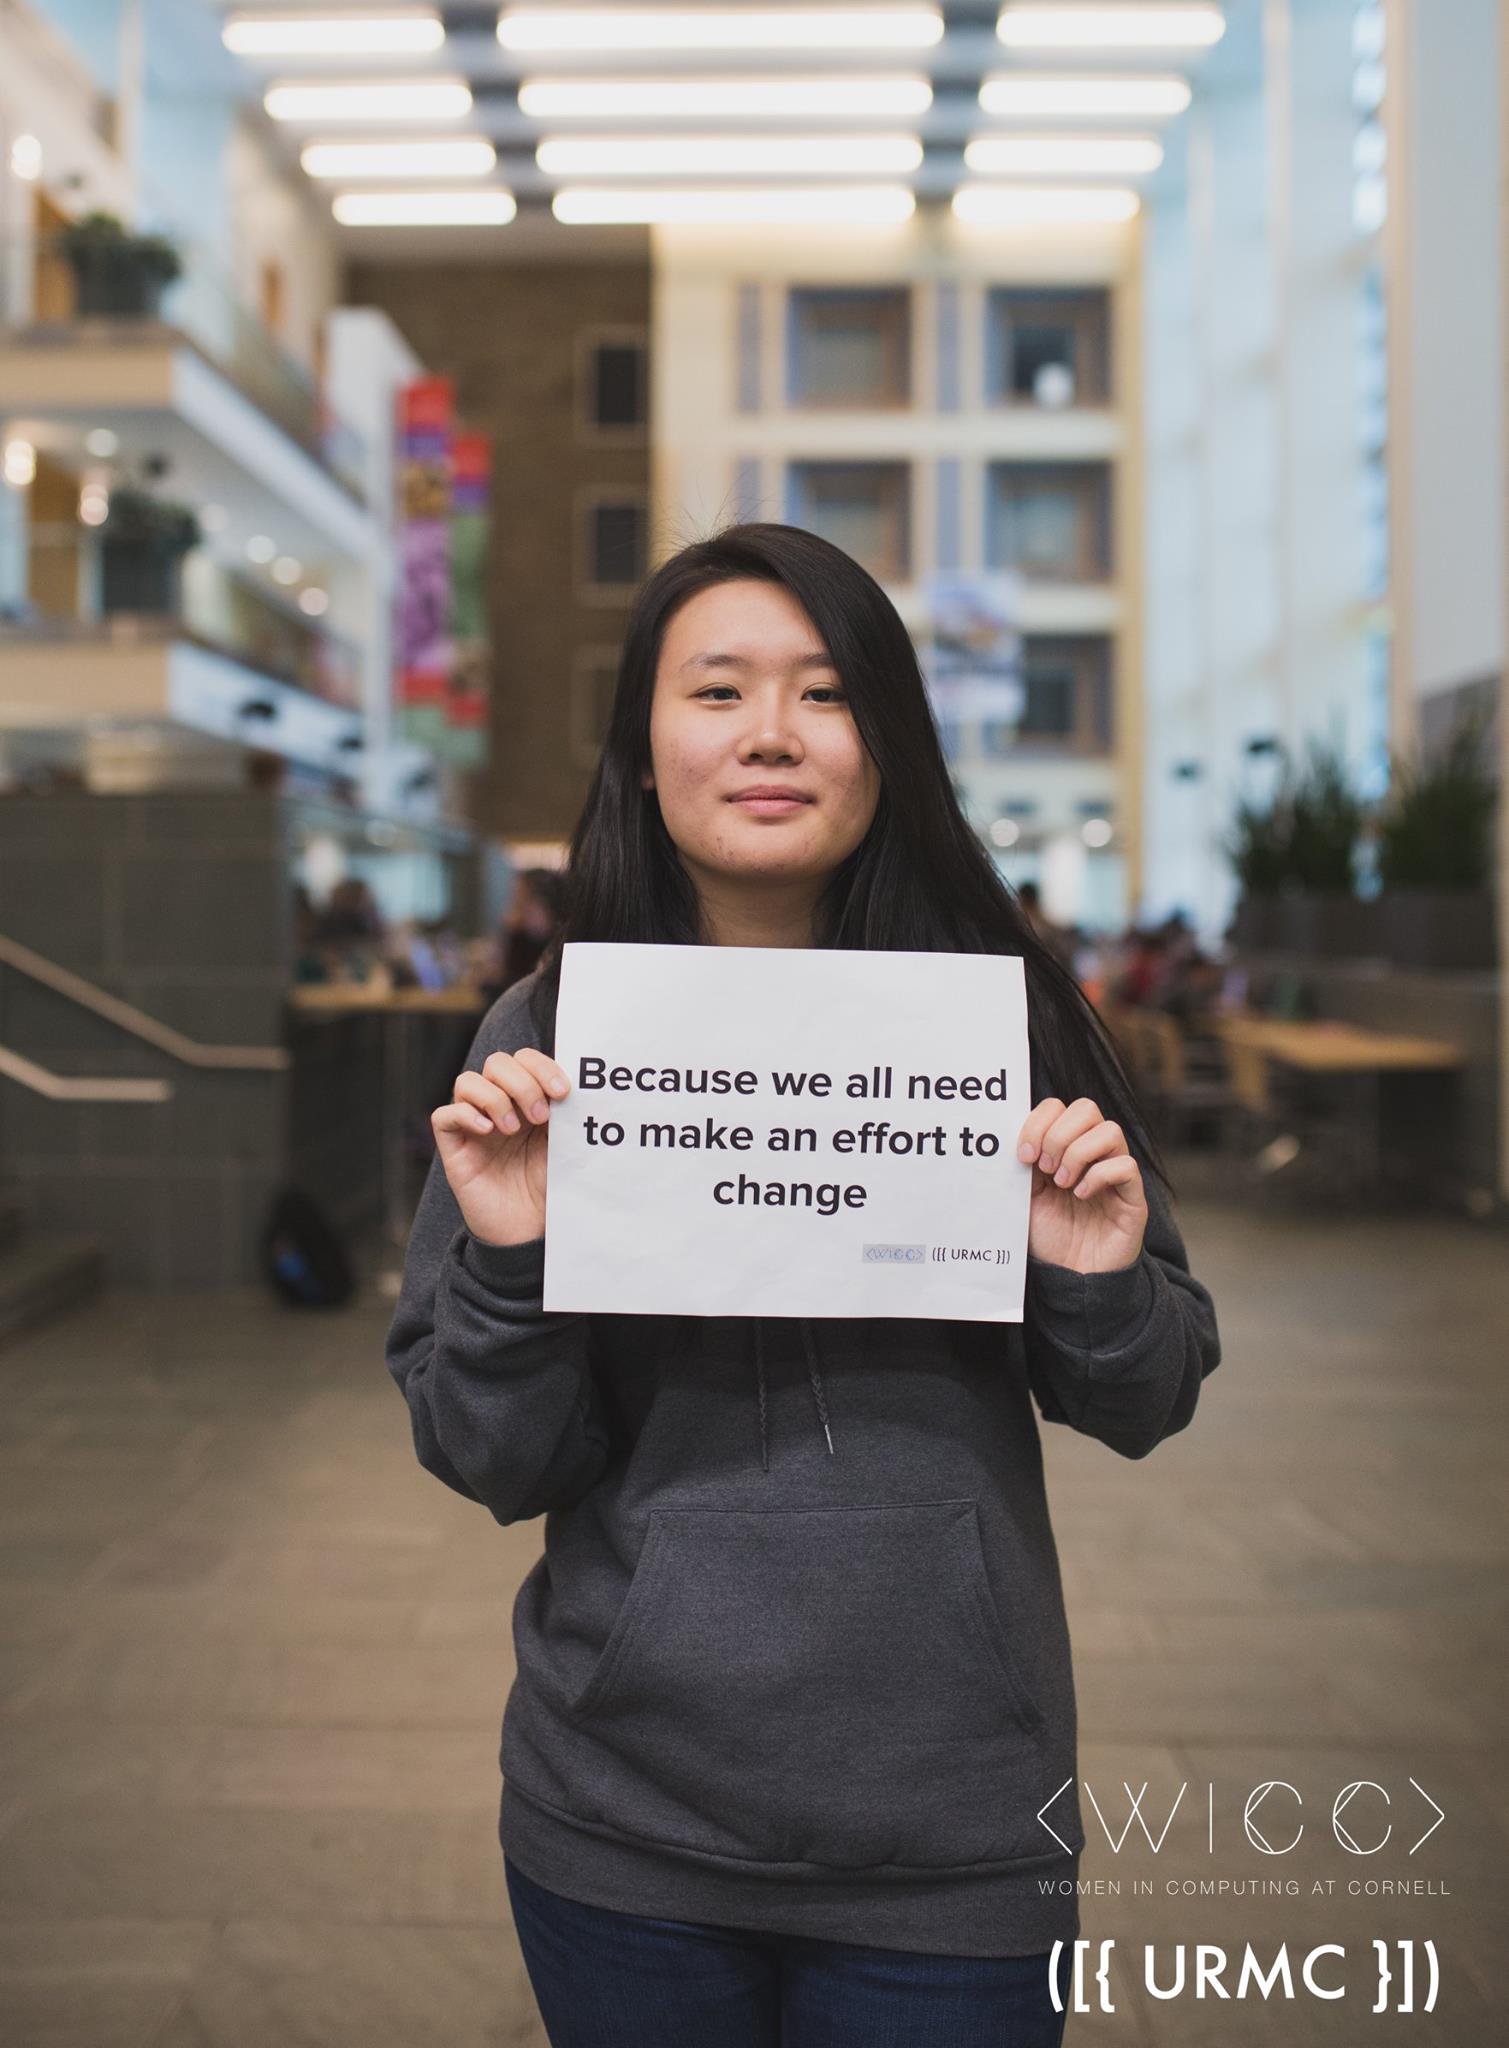 Because we all need
to make an effort to
change
<WICC> ([{ URMC }])
<WICC>
WOMEN IN COMPUTING AT CORNELL
([{ URMC }])